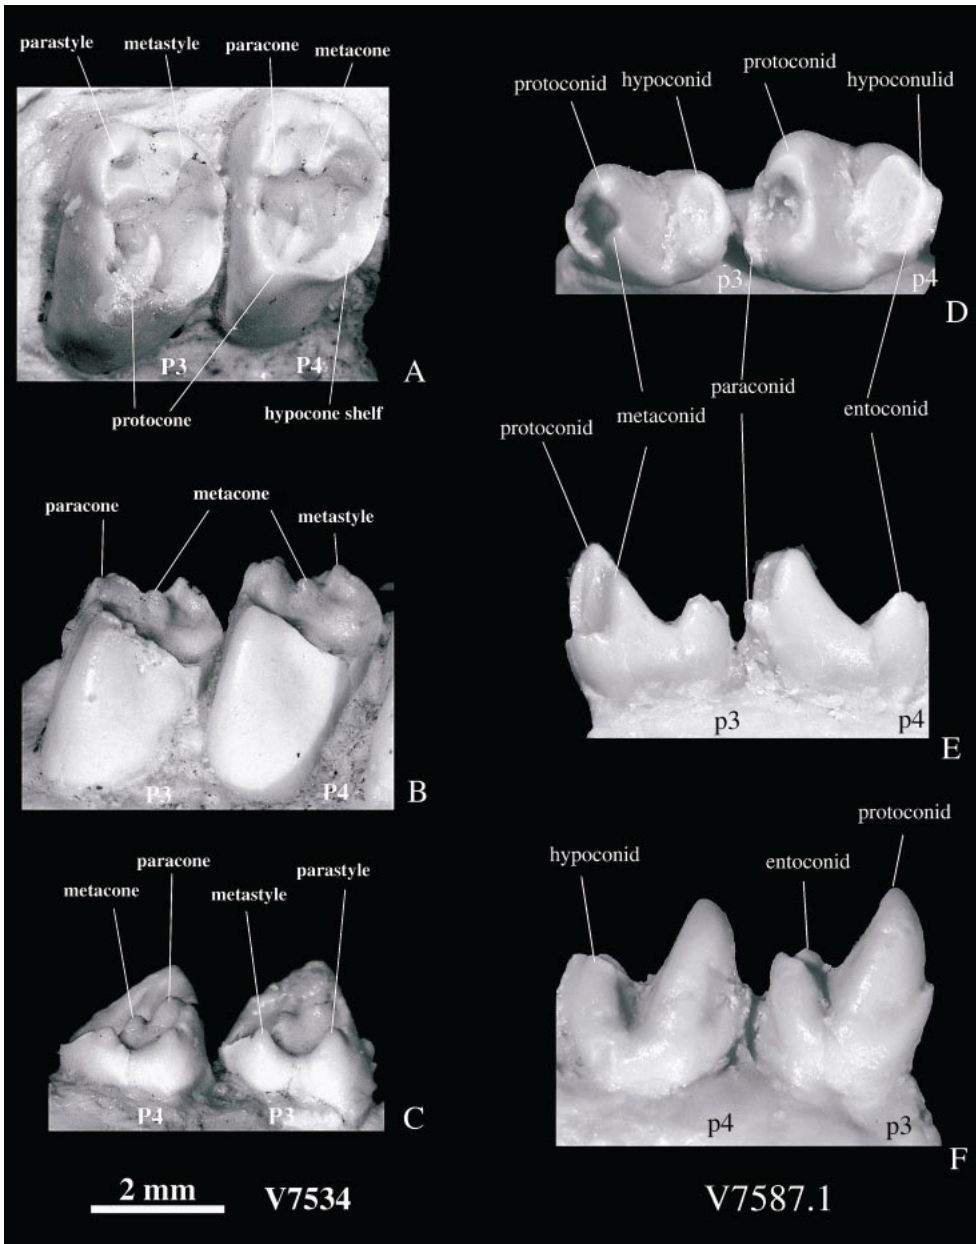 parastyle metastyle paracone metacone
P3 P4
A
protocone hypocone shelf
paracone metacone metastyle
P3 P4
B
metacone paracone metastyle parastyle
P4 P3
C
2 mm V7534
protoconid hypoconid protoconid hypoconulid
p3 p4
D
protoconid metaconid paraconid entoconid
p3 p4
E
hypoconid entoconid protoconid
p4 p3
F
V7587.1